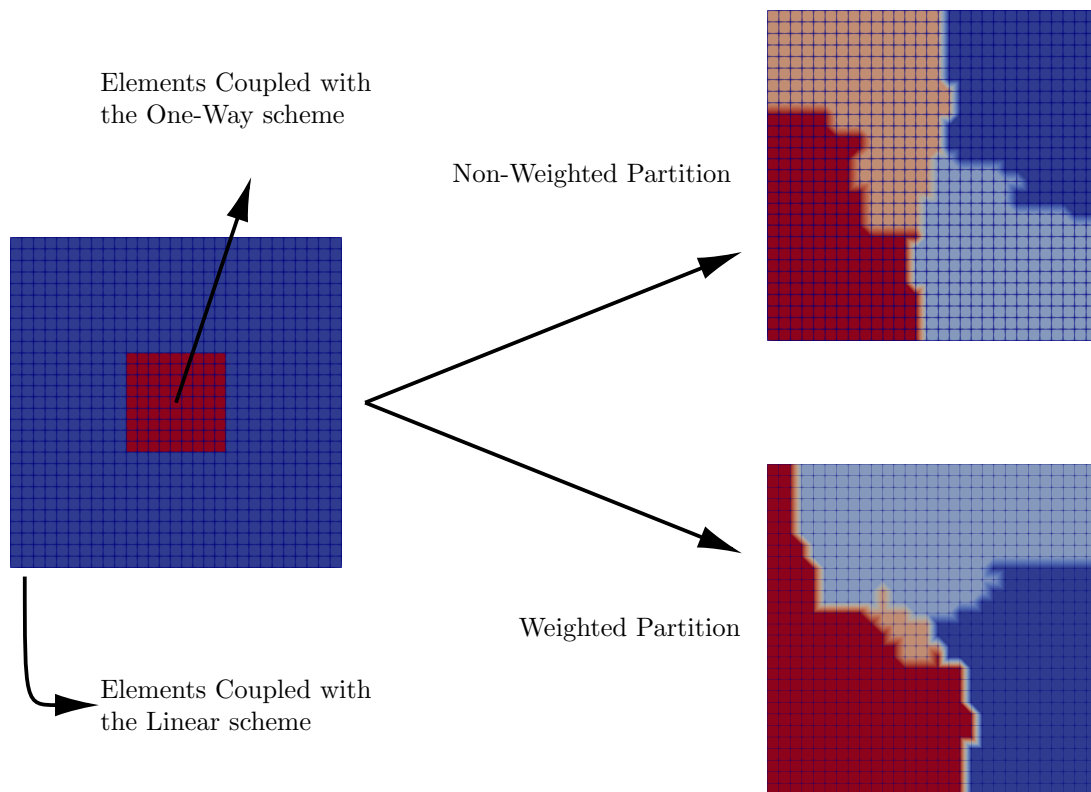 Elements Coupled with
the One-Way scheme
Non-Weighted Partition
Weighted Partition
Elements Coupled with
the Linear scheme